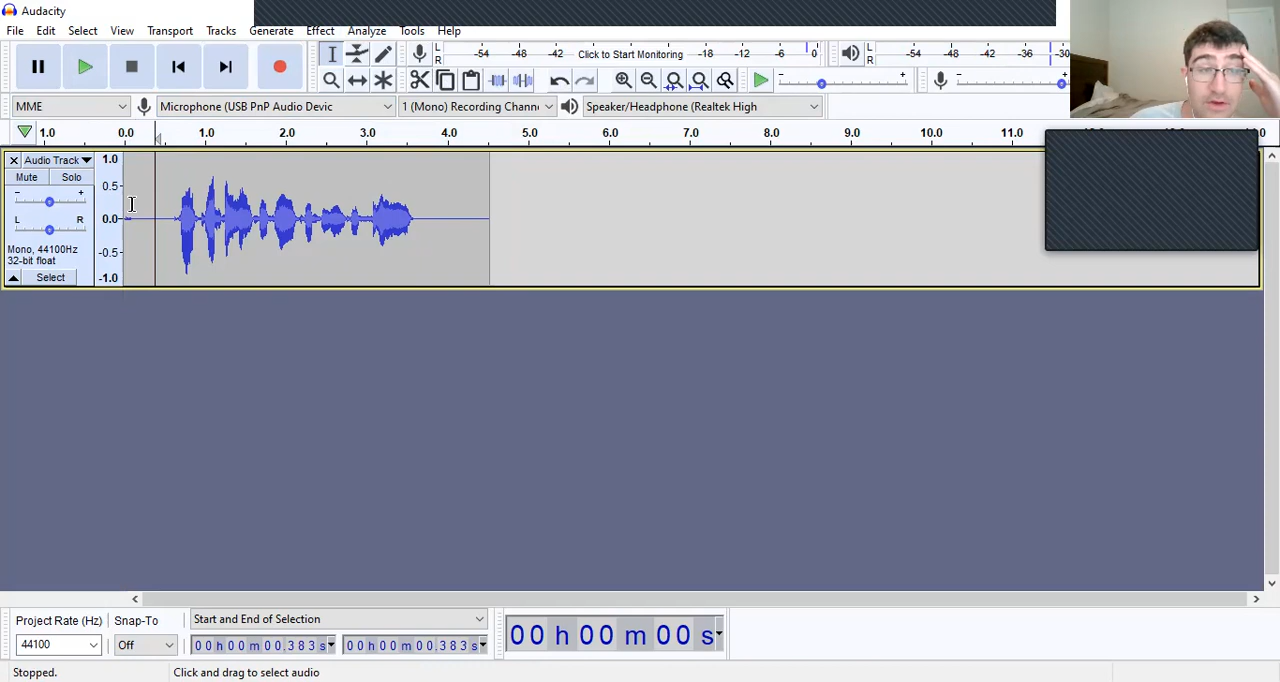 Audacity
File Edit Select View Transport Tracks Generate Effect Analyze Tools Help
L R -54 -48 -42 Click to Start Monitoring -18 -12 -6 0 L R -54 -48 -42 -36 -30
- + - +
MME Microphone (USB PnP Audio Devic 1 (Mono) Recording Chann Speaker/Headphone (Realtek High
1.0 0.0 1.0 2.0 3.0 4.0 5.0 6.0 7.0 8.0 9.0 10.0 11.0
Audio Track 1.0
Mute Solo
- + 0.5
L R 0.0
Mono, 44100Hz -0.5
32-bit float
Select -1.0
Project Rate (Hz) Snap-To Start and End of Selection
44100 Off 00 h 00 m 00.383 s 00 h 00 m 00.383 s 00 h 00 m 00 s
Stopped. Click and drag to select audio